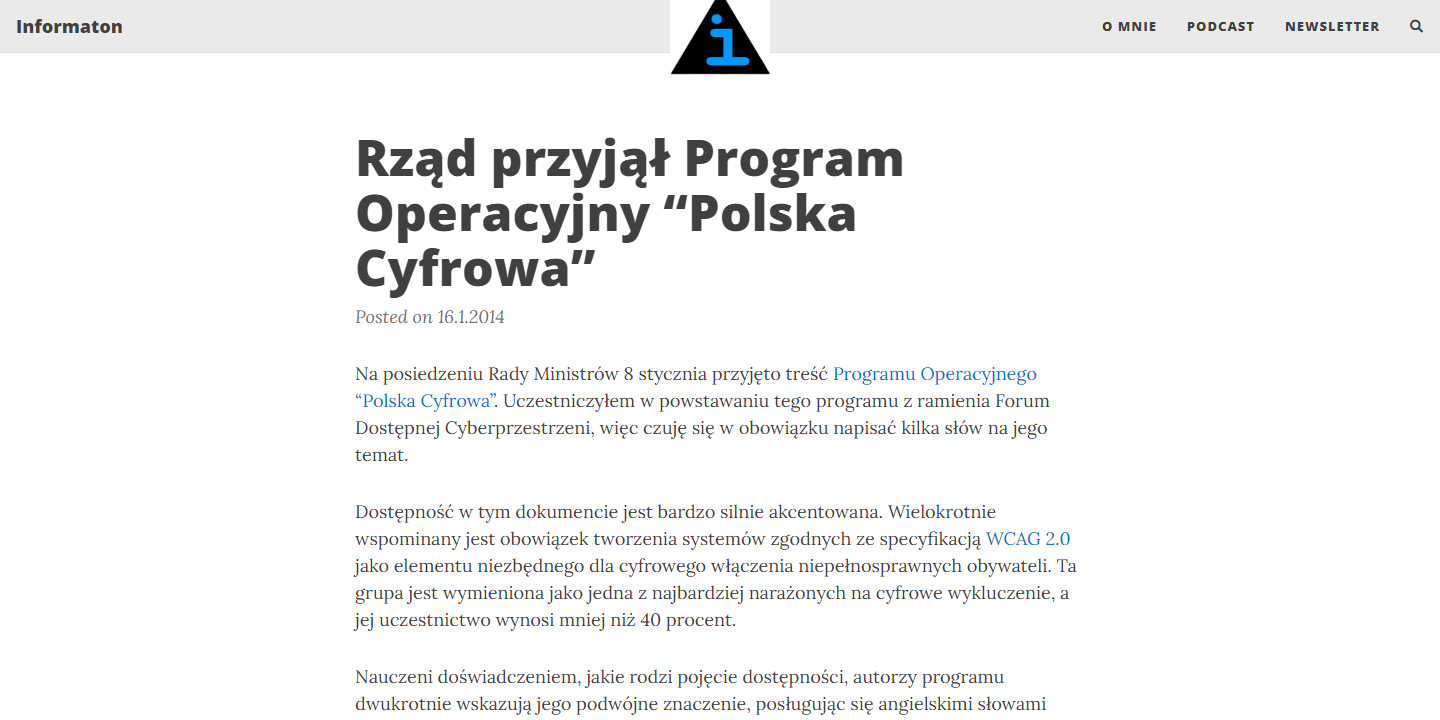 Informaton
i
O MNIE
PODCAST
NEWSLETTER
Rząd przyjął Program
Operacyjny “Polska
Cyfrowa”
Posted on 16.1.2014
Na posiedzeniu Rady Ministrów 8 stycznia przyjęto treść Programu Operacyjnego
“Polska Cyfrowa”. Uczestniczyłem w powstawaniu tego programu z ramienia Forum
Dostępnej Cyberprzestrzeni, więc czuję się w obowiązku napisać kilka słów na jego
temat.
Dostępność w tym dokumencie jest bardzo silnie akcentowana. Wielokrotnie
wspominany jest obowiązek tworzenia systemów zgodnych ze specyfikacją WCAG 2.0
jako elementu niezbędnego dla cyfrowego włączenia niepełnosprawnych obywateli. Ta
grupa jest wymieniona jako jedna z najbardziej narażonych na cyfrowe wykluczenie, a
jej uczestnictwo wynosi mniej niż 40 procent.
Nauczeni doświadczeniem, jakie rodzi pojęcie dostępności, autorzy programu
dwukrotnie wskazują jego podwójne znaczenie, posługując się angielskimi słowami